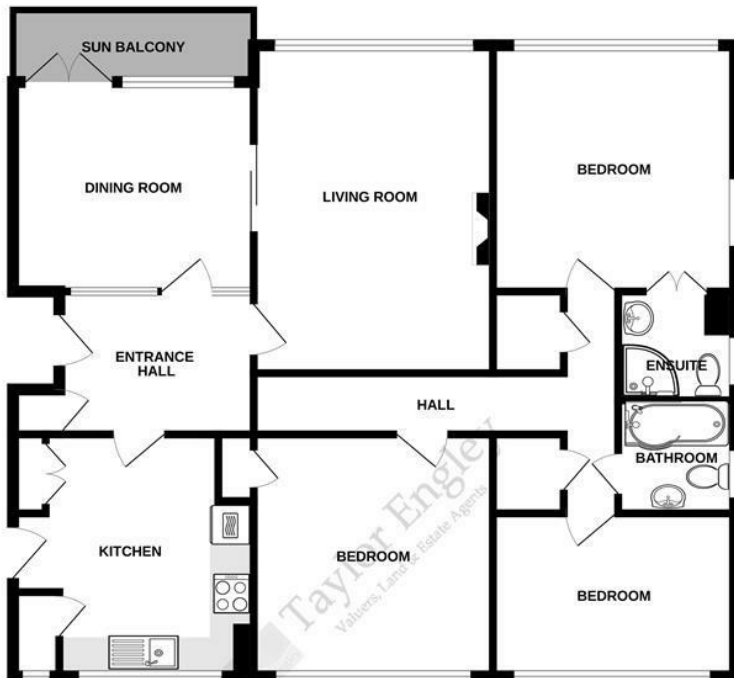 SUN BALCONY
DINING ROOM
LIVING ROOM
BEDROOM
ENTRANCE
HALL
ENSUITE
HALL
BATHROOM
KITCHEN
BEDROOM
BEDROOM
Taylor Engley
Valuers, Land & Estate Agents